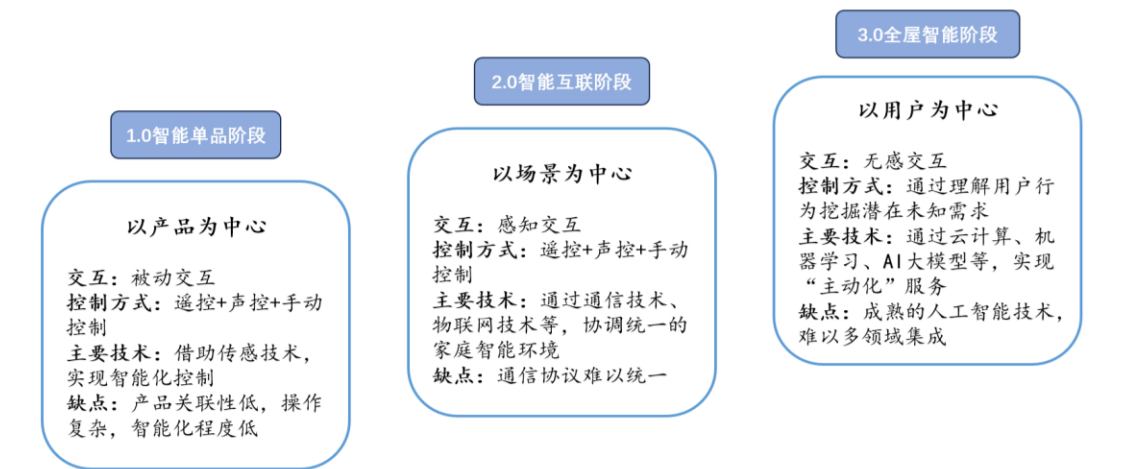 1.0智能单品阶段
以产品为中心
交互：被动交互
控制方式：遥控+声控+手动
控制
主要技术：借助传感技术，
实现智能化控制
缺点：产品关联性低，操作
复杂，智能化程度低
2.0智能互联阶段
以场景为中心
交互：感知交互
控制方式：遥控+声控+手动
控制
主要技术：通过通信技术、
物联网技术等，协调统一的
家庭智能环境
缺点：通信协议难以统一
3.0全屋智能阶段
以用户为中心
交互：无感交互
控制方式：通过理解用户行
为挖掘潜在未知需求
主要技术：通过云计算、机
器学习、AI大模型等，实现
“主动化”服务
缺点：成熟的人工智能技术，
难以多领域集成